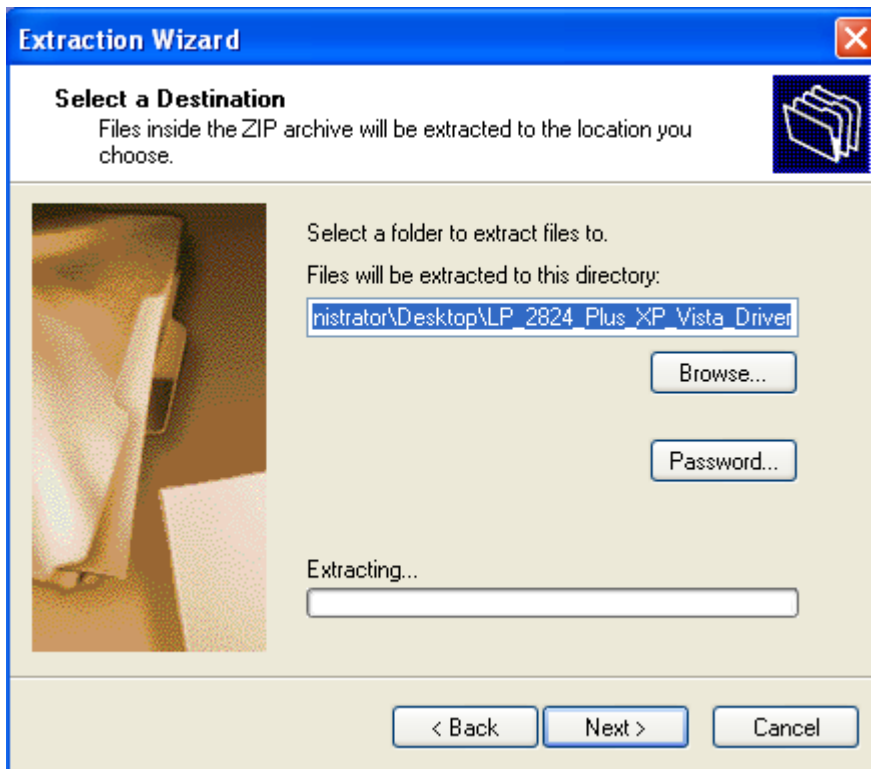 Extraction Wizard
Select a Destination
Files inside the ZIP archive will be extracted to the location you
choose.
Select a folder to extract files to.
Files will be extracted to this directory:
nistrator\Desktop\LP_2824_Plus_XP_Vista_Driver
Browse...
Password...
Extracting...
< Back
Next >
Cancel